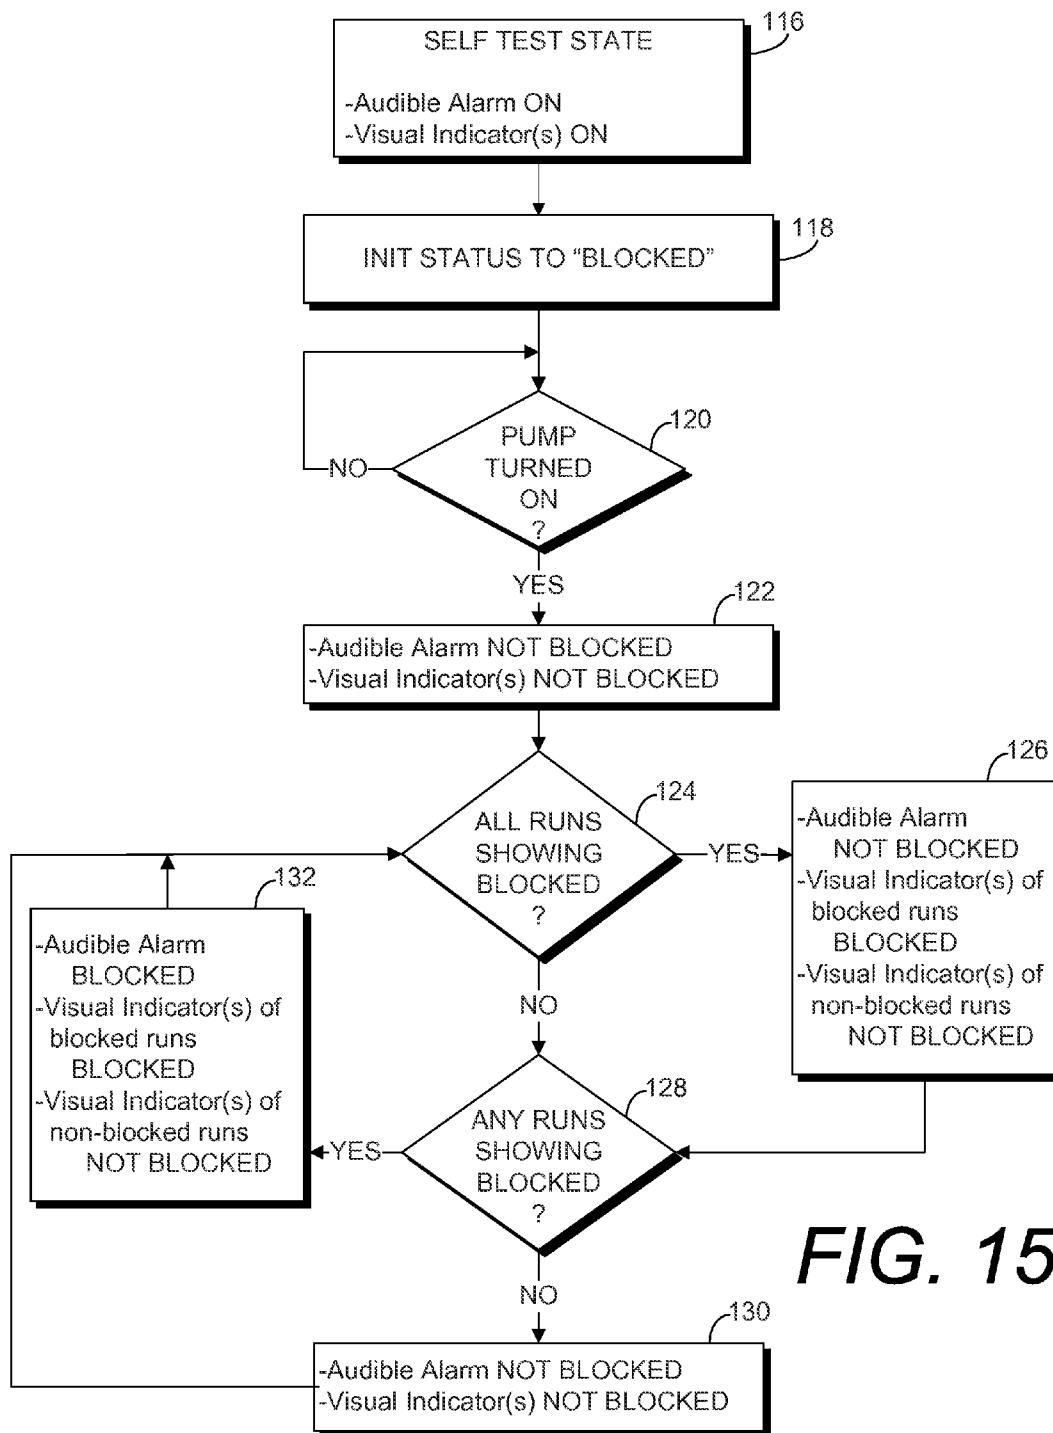 116
SELF TEST STATE
-Audible Alarm ON
-Visual Indicator(s) ON
118
INIT STATUS TO “BLOCKED”
120
PUMP
TURNED
ON
?
NO
YES
122
-Audible Alarm NOT BLOCKED
-Visual Indicator(s) NOT BLOCKED
124
ALL RUNS
SHOWING
BLOCKED
?
YES
NO
126
-Audible Alarm
NOT BLOCKED
-Visual Indicator(s) of
blocked runs
BLOCKED
-Visual Indicator(s) of
non-blocked runs
NOT BLOCKED
132
-Audible Alarm
BLOCKED
-Visual Indicator(s) of
blocked runs
BLOCKED
-Visual Indicator(s) of
non-blocked runs
NOT BLOCKED
128
ANY RUNS
SHOWING
BLOCKED
?
YES
NO
FIG. 15
130
-Audible Alarm NOT BLOCKED
-Visual Indicator(s) NOT BLOCKED